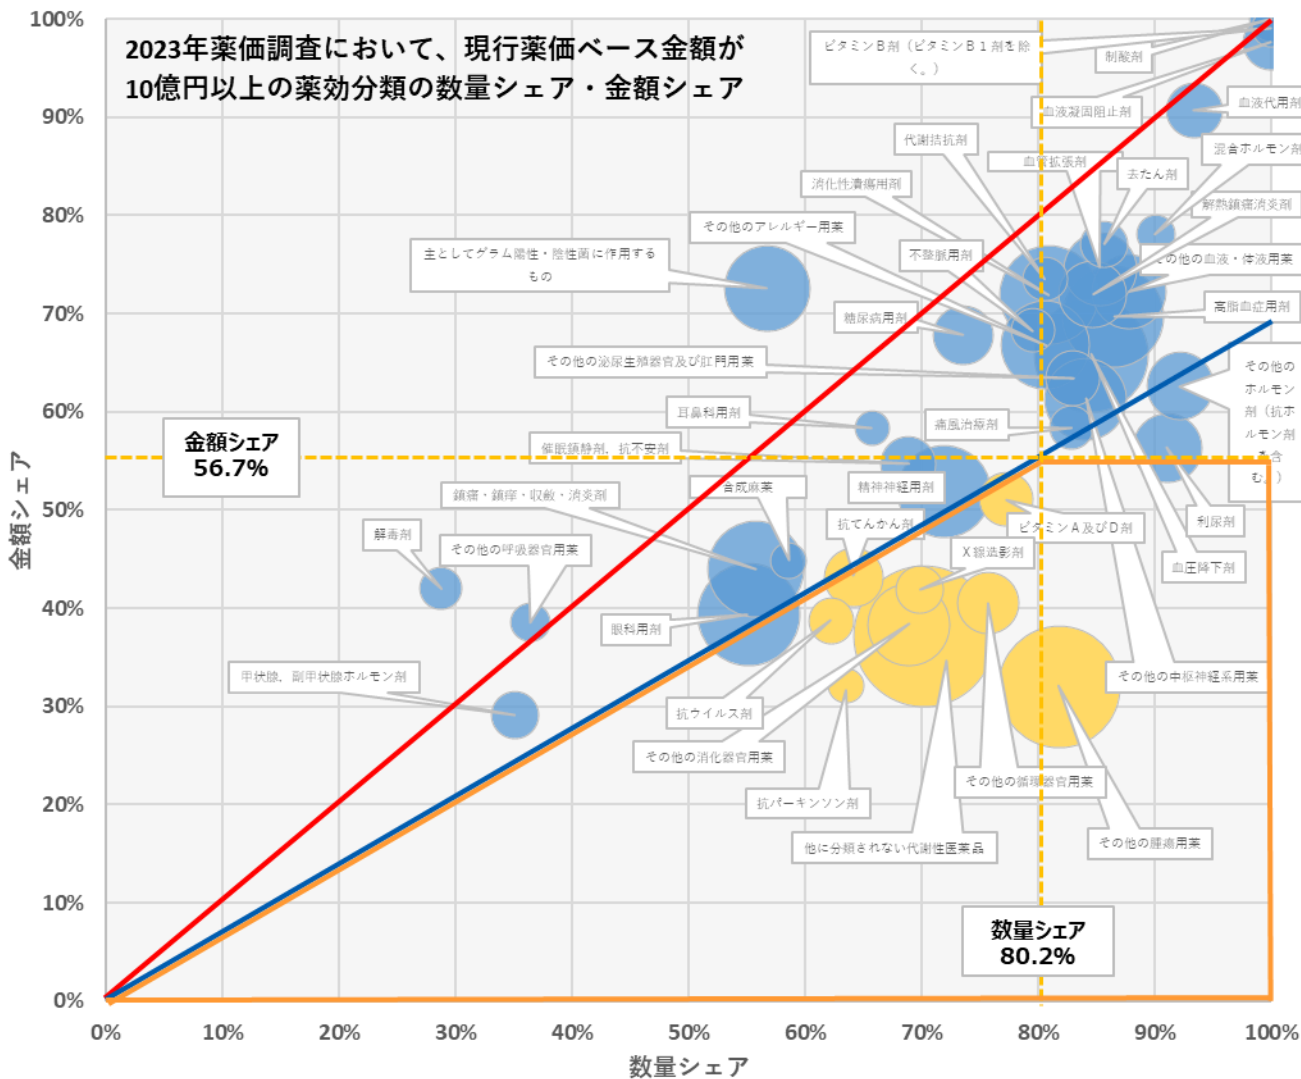 2023年薬価調査において、現行薬価ベース金額が
10億円以上の薬効分類の数量シェア・金額シェア
100%
90%
80%
70%
60%
50%
40%
30%
20%
10%
0%
金額シェア
ビタミンB剤（ビタミンB１剤を除
く。）
制酸剤
血液凝固阻止剤
血液代用剤
代謝拮抗剤
血管拡張剤
混合ホルモン剤
去たん剤
消化性潰瘍用剤
解熱鎮痛消炎剤
その他のアレルギー用薬
主としてグラム陽性・陰性菌に作用する
もの
不整脈用剤
その他の血液・体液用薬
糖尿病用剤
高脂血症用剤
その他の泌尿生殖器官及び肛門用薬
その他の
ホルモン
剤（抗ホ
ルモン剤
を含
む。）
耳鼻科用剤
痛風治療剤
金額シェア
56.7%
催眠鎮静剤，抗不安剤
合成麻薬
精神神経用剤
鎮痛・鎮痒・収斂・消炎剤
ビタミンA及びD剤
利尿剤
解毒剤
その他の呼吸器官用薬
抗てんかん剤
X線造影剤
血圧降下剤
眼科用剤
甲状腺，副甲状腺ホルモン剤
その他の中枢神経系用薬
抗ウイルス剤
その他の消化器官用薬
その他の循環器官用薬
抗パーキンソン剤
他に分類されない代謝性医薬品
その他の腫瘍用薬
数量シェア
80.2%
0%
10%
20%
30%
40%
50%
60%
70%
80%
90%
100%
数量シェア